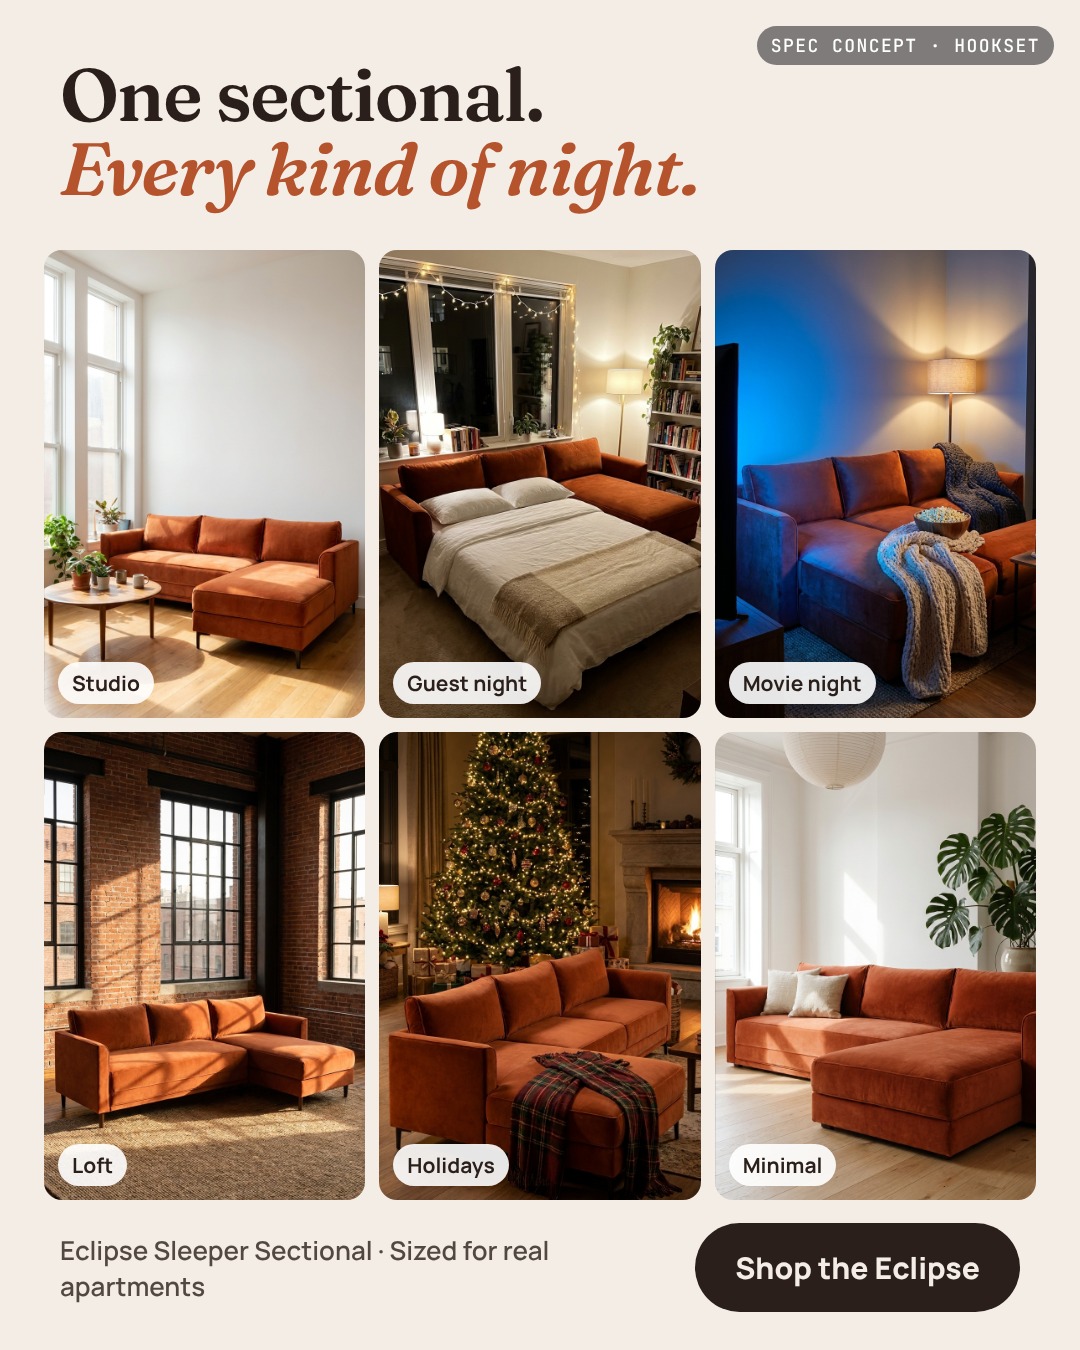 SPEC CONCEPT · HOOKSET
One sectional.
Every kind of night.
Studio
Guest night
Movie night
Loft
Holidays
Minimal
Eclipse Sleeper Sectional · Sized for real
apartments
Shop the Eclipse